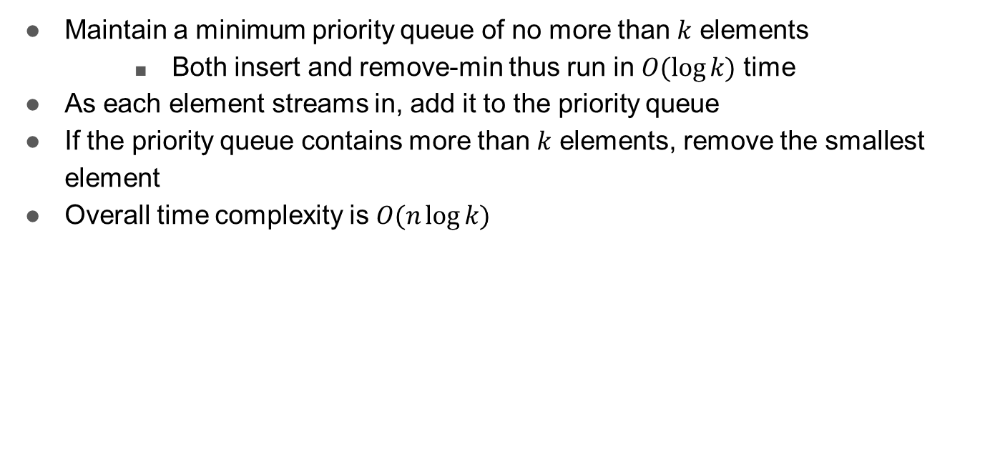 ● Maintain a minimum priority queue of no more than k elements
■ Both insert and remove-min thus run in O(log k) time
● As each element streams in, add it to the priority queue
● If the priority queue contains more than k elements, remove the smallest
element
● Overall time complexity is O(n log k)